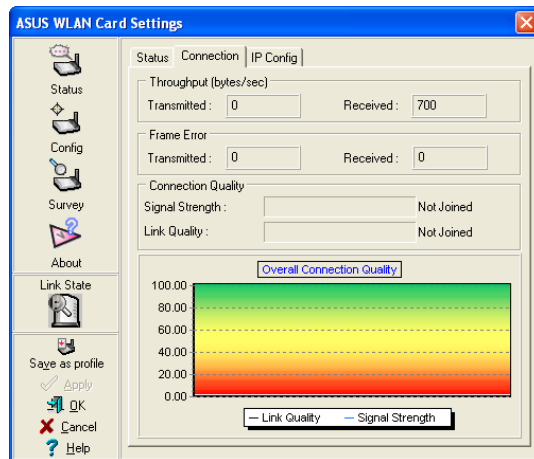 ASUS WLAN Card Settings
Status
Config
Survey
About
Link State
Save as profile
Apply
OK
Cancel
Help
Status Connection IP Config
Throughput (bytes/sec)
Transmitted : 0 Received : 700
Frame Error
Transmitted : 0 Received : 0
Connection Quality
Signal Strength : Not Joined
Link Quality : Not Joined
Overall Connection Quality
100.00
80.00
60.00
40.00
20.00
0.00
Link Quality Signal Strength